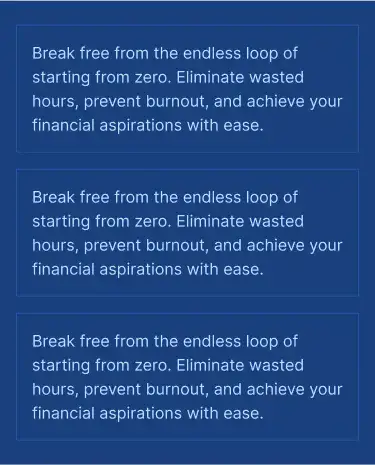 Break free from the endless loop of
starting from zero. Eliminate wasted
hours, prevent burnout, and achieve your
financial aspirations with ease.
Break free from the endless loop of
starting from zero. Eliminate wasted
hours, prevent burnout, and achieve your
financial aspirations with ease.
Break free from the endless loop of
starting from zero. Eliminate wasted
hours, prevent burnout, and achieve your
financial aspirations with ease.